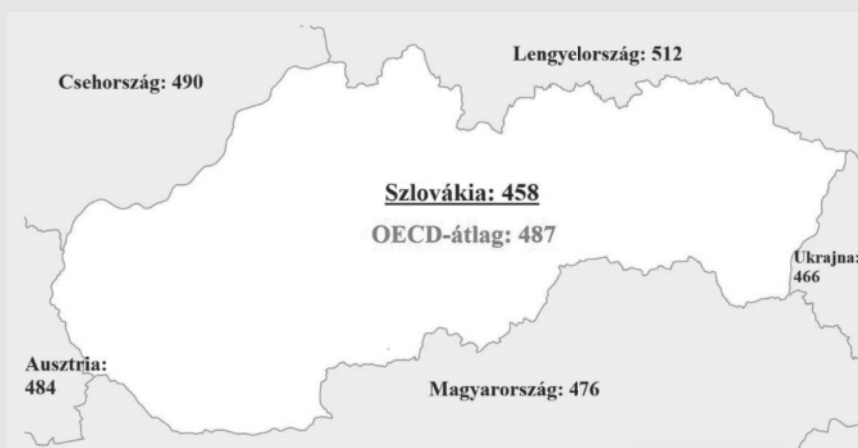 Lengyelország: 512
Csehország: 490
Szlovákia: 458
OECD-átlag: 487
Ukrajna:
466
Ausztria:
484
Magyarország: 476